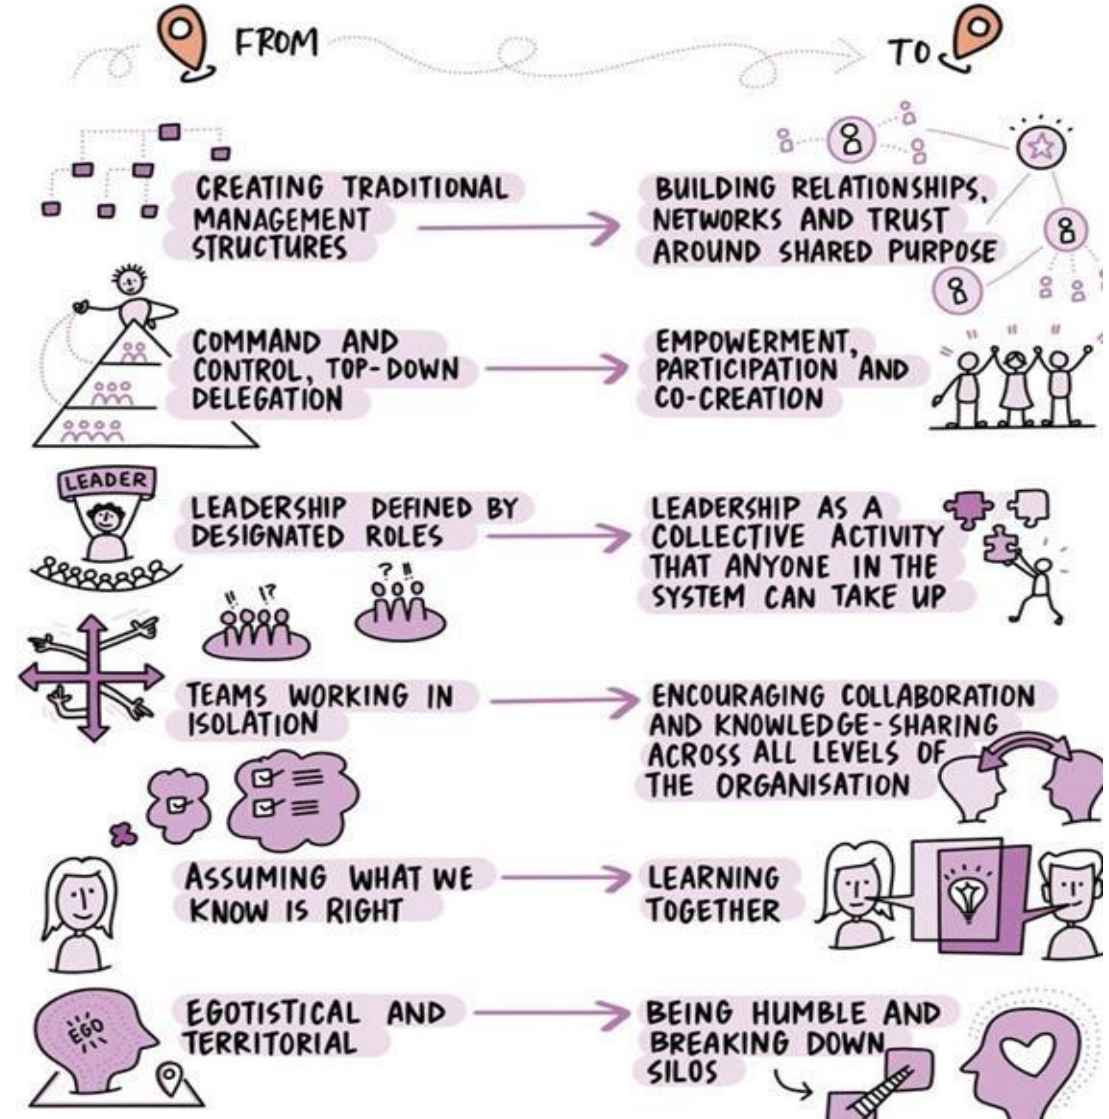 FROM
TO
CREATING TRADITIONAL
MANAGEMENT
STRUCTURES
BUILDING RELATIONSHIPS,
NETWORKS AND TRUST
AROUND SHARED PURPOSE
COMMAND AND
CONTROL, TOP-DOWN
DELEGATION
EMPOWERMENT,
PARTICIPATION AND
CO-CREATION
LEADER
LEADERSHIP DEFINED BY
DESIGNATED ROLES
LEADERSHIP AS A
COLLECTIVE ACTIVITY
THAT ANYONE IN THE
SYSTEM CAN TAKE UP
!! !?
? !!
TEAMS WORKING IN
ISOLATION
ENCOURAGING COLLABORATION
AND KNOWLEDGE-SHARING
ACROSS ALL LEVELS OF
THE ORGANISATION
ASSUMING WHAT WE
KNOW IS RIGHT
LEARNING
TOGETHER
EGO
EGOTISTICAL AND
TERRITORIAL
BEING HUMBLE AND
BREAKING DOWN
SILOS